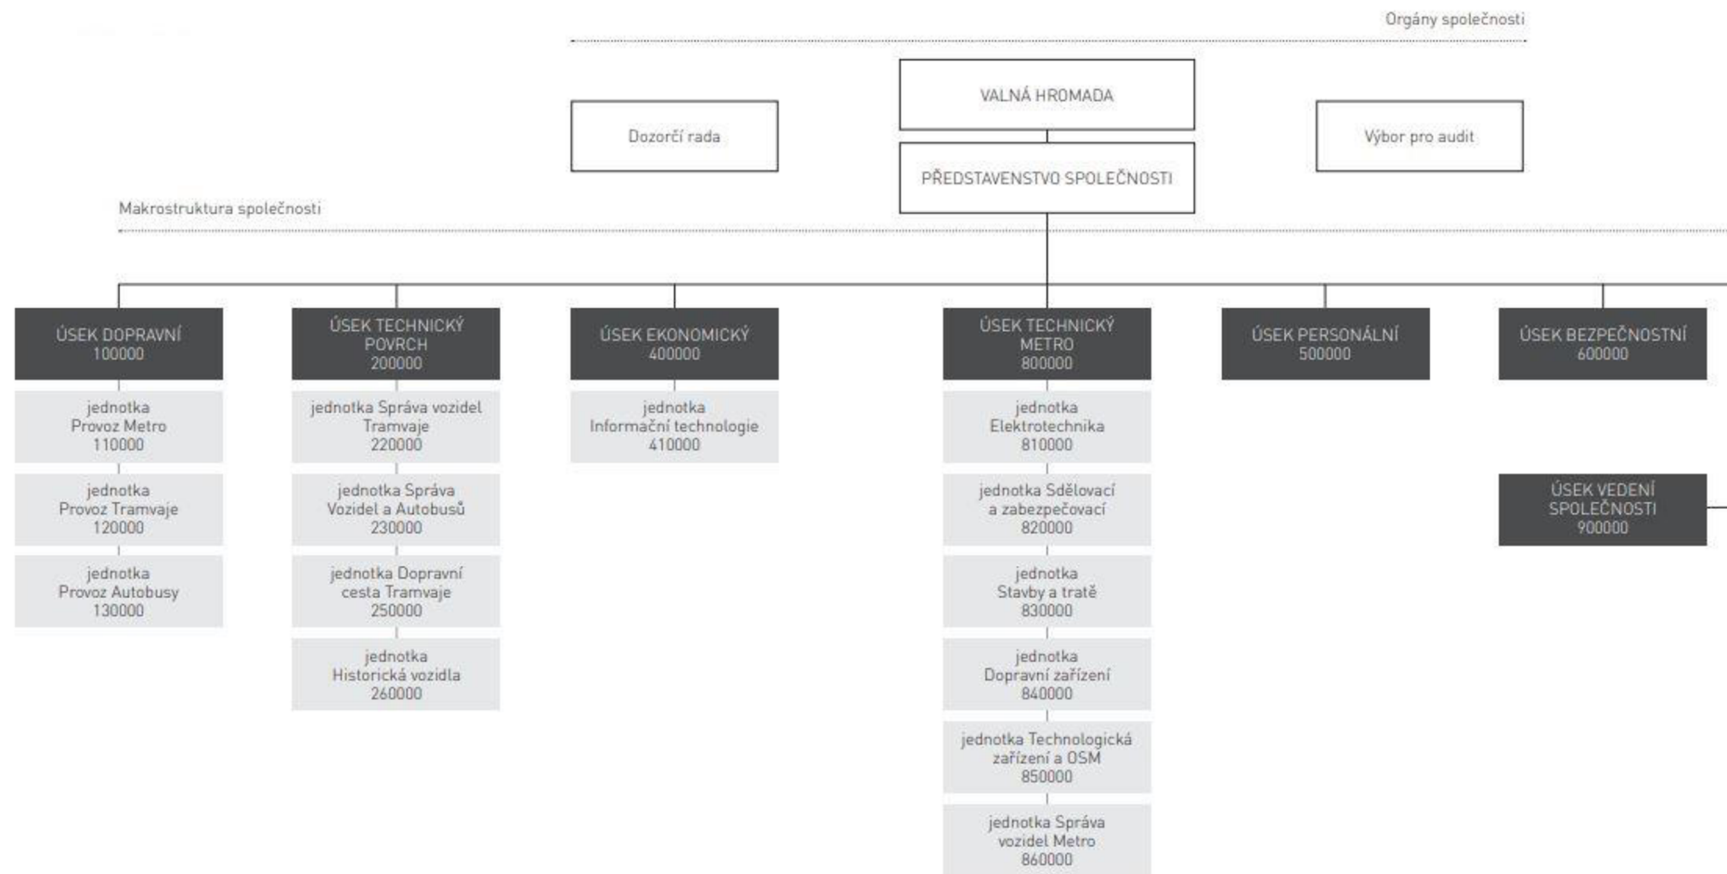 Orgány společnosti
VALNÁ HROMADA
Dozorčí rada
Výbor pro audit
PŘEDSTAVENSTVO SPOLEČNOSTI
Makrostruktura společnosti
ÚSEK DOPRAVNÍ
100000
jednotka
Provoz Metro
110000
jednotka
Provoz Tramvaje
120000
jednotka
Provoz Autobusy
130000
ÚSEK TECHNICKÝ
POVRCH
200000
jednotka Správa vozidel
Tramvaje
220000
jednotka Správa
Vozidel a Autobusů
230000
jednotka Dopravní
cesta Tramvaje
250000
jednotka
Historická vozidla
260000
ÚSEK EKONOMICKÝ
400000
jednotka
Informační technologie
410000
ÚSEK TECHNICKÝ
METRO
800000
jednotka
Elektrotechnika
810000
jednotka Sdělovací
a zabezpečovací
820000
jednotka
Stavby a tratě
830000
jednotka
Dopravní zařízení
840000
jednotka Technologická
zařízení a OSM
850000
jednotka Správa
vozidel Metro
860000
ÚSEK PERSONÁLNÍ
500000
ÚSEK BEZPEČNOSTNÍ
600000
ÚSEK VEDENÍ
SPOLEČNOSTI
900000